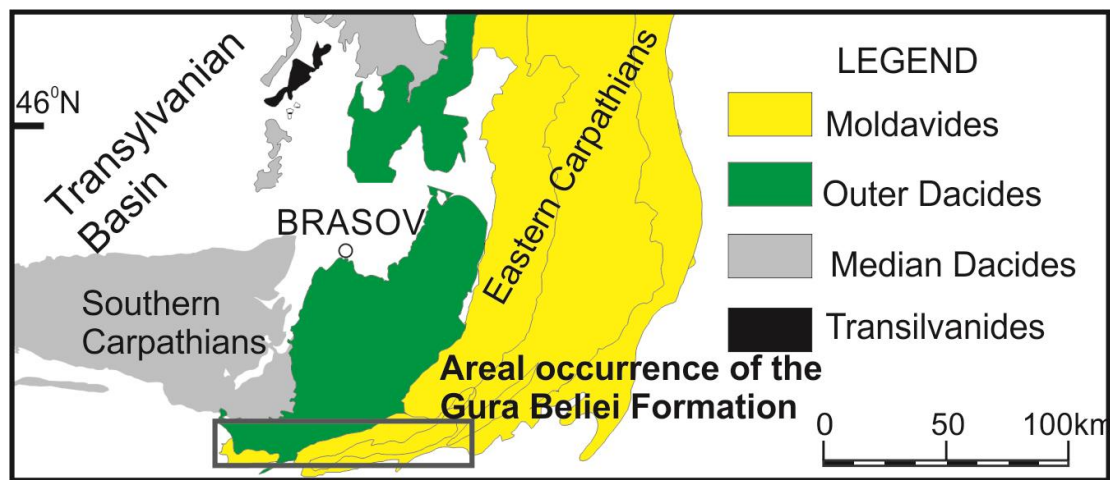 46⁰N
Transylvanian
Basin
BRASOV
Southern
Carpathians
Eastern Carpathians
Areal occurrence of the
Gura Beliei Formation
LEGEND
Moldavides
Outer Dacides
Median Dacides
Transilvanides
0 50 100km